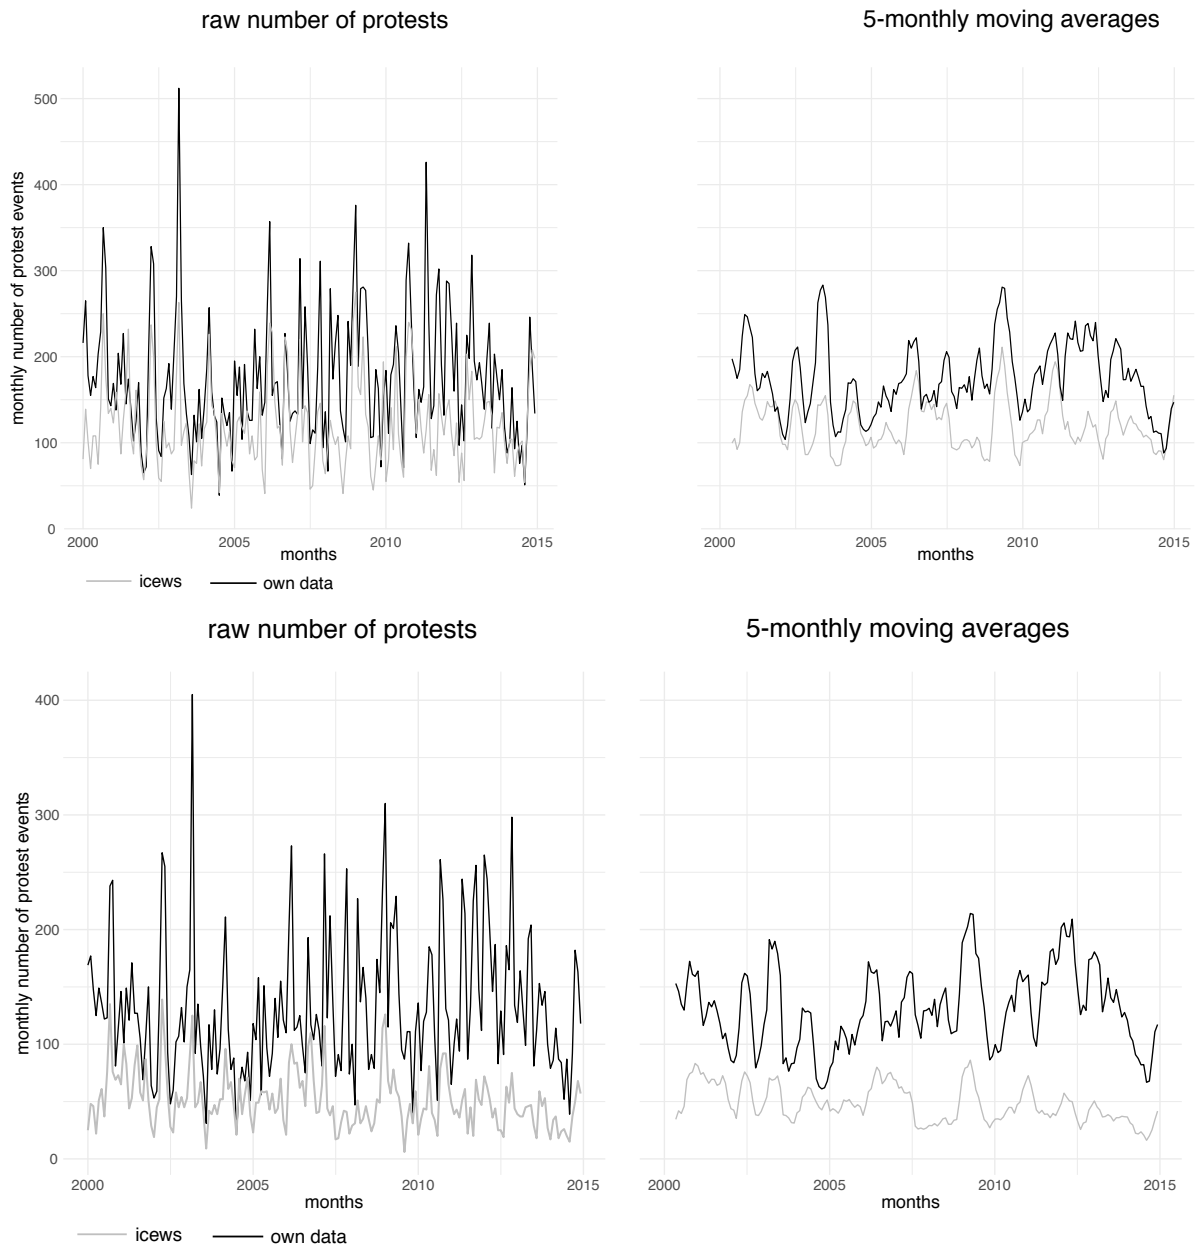 raw number of protests
5-monthly moving averages
monthly number of protest events
500
400
300
200
100
0
2000
2005
2010
2015
months
2000
2005
2010
2015
months
icews
own data
raw number of protests
5-monthly moving averages
monthly number of protest events
400
300
200
100
0
2000
2005
2010
2015
months
2000
2005
2010
2015
months
icews
own data